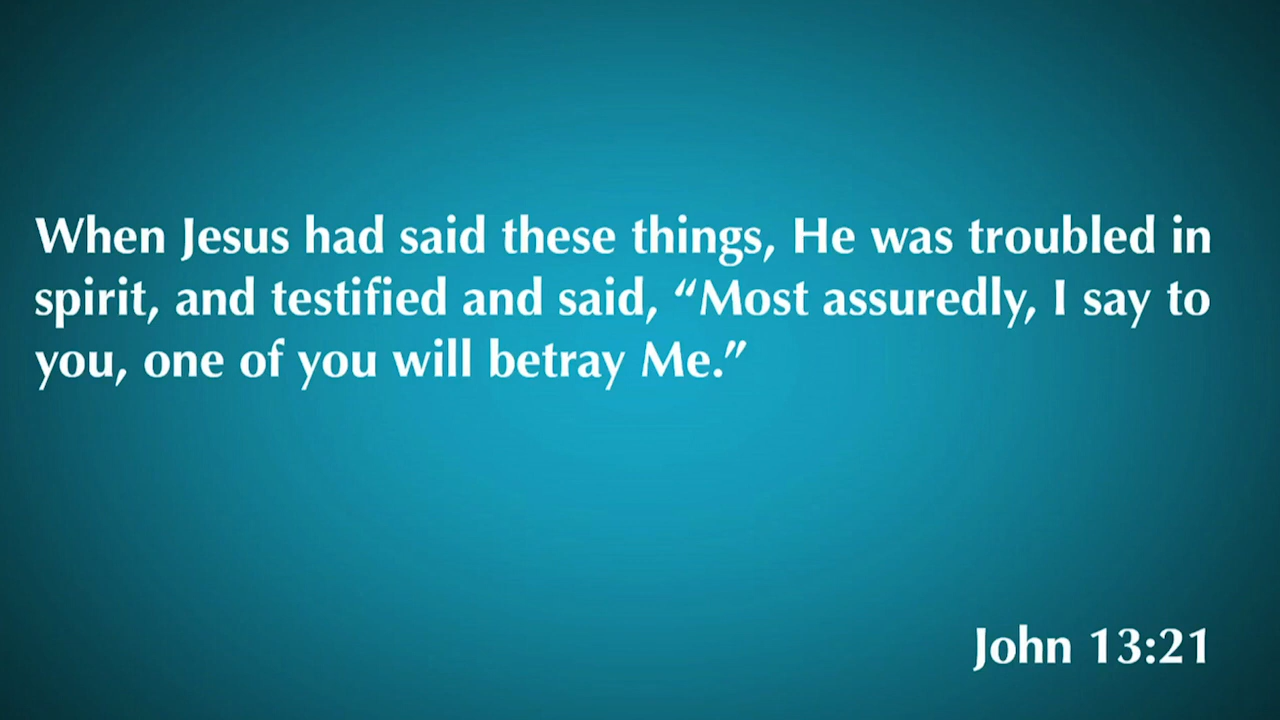 When Jesus had said these things, He was troubled in
spirit, and testified and said, “Most assuredly, I say to
you, one of you will betray Me.”
John 13:21